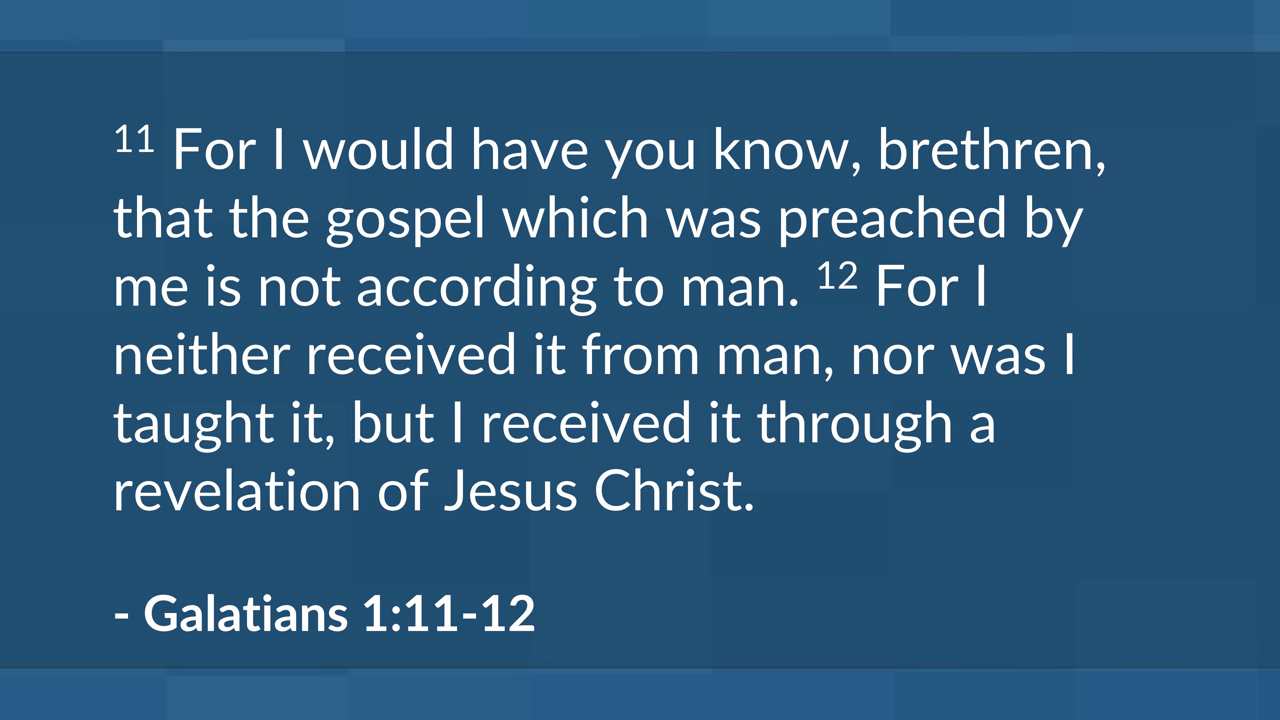 11 For I would have you know, brethren,
that the gospel which was preached by
me is not according to man. 12 For I
neither received it from man, nor was I
taught it, but I received it through a
revelation of Jesus Christ.
- Galatians 1:11-12